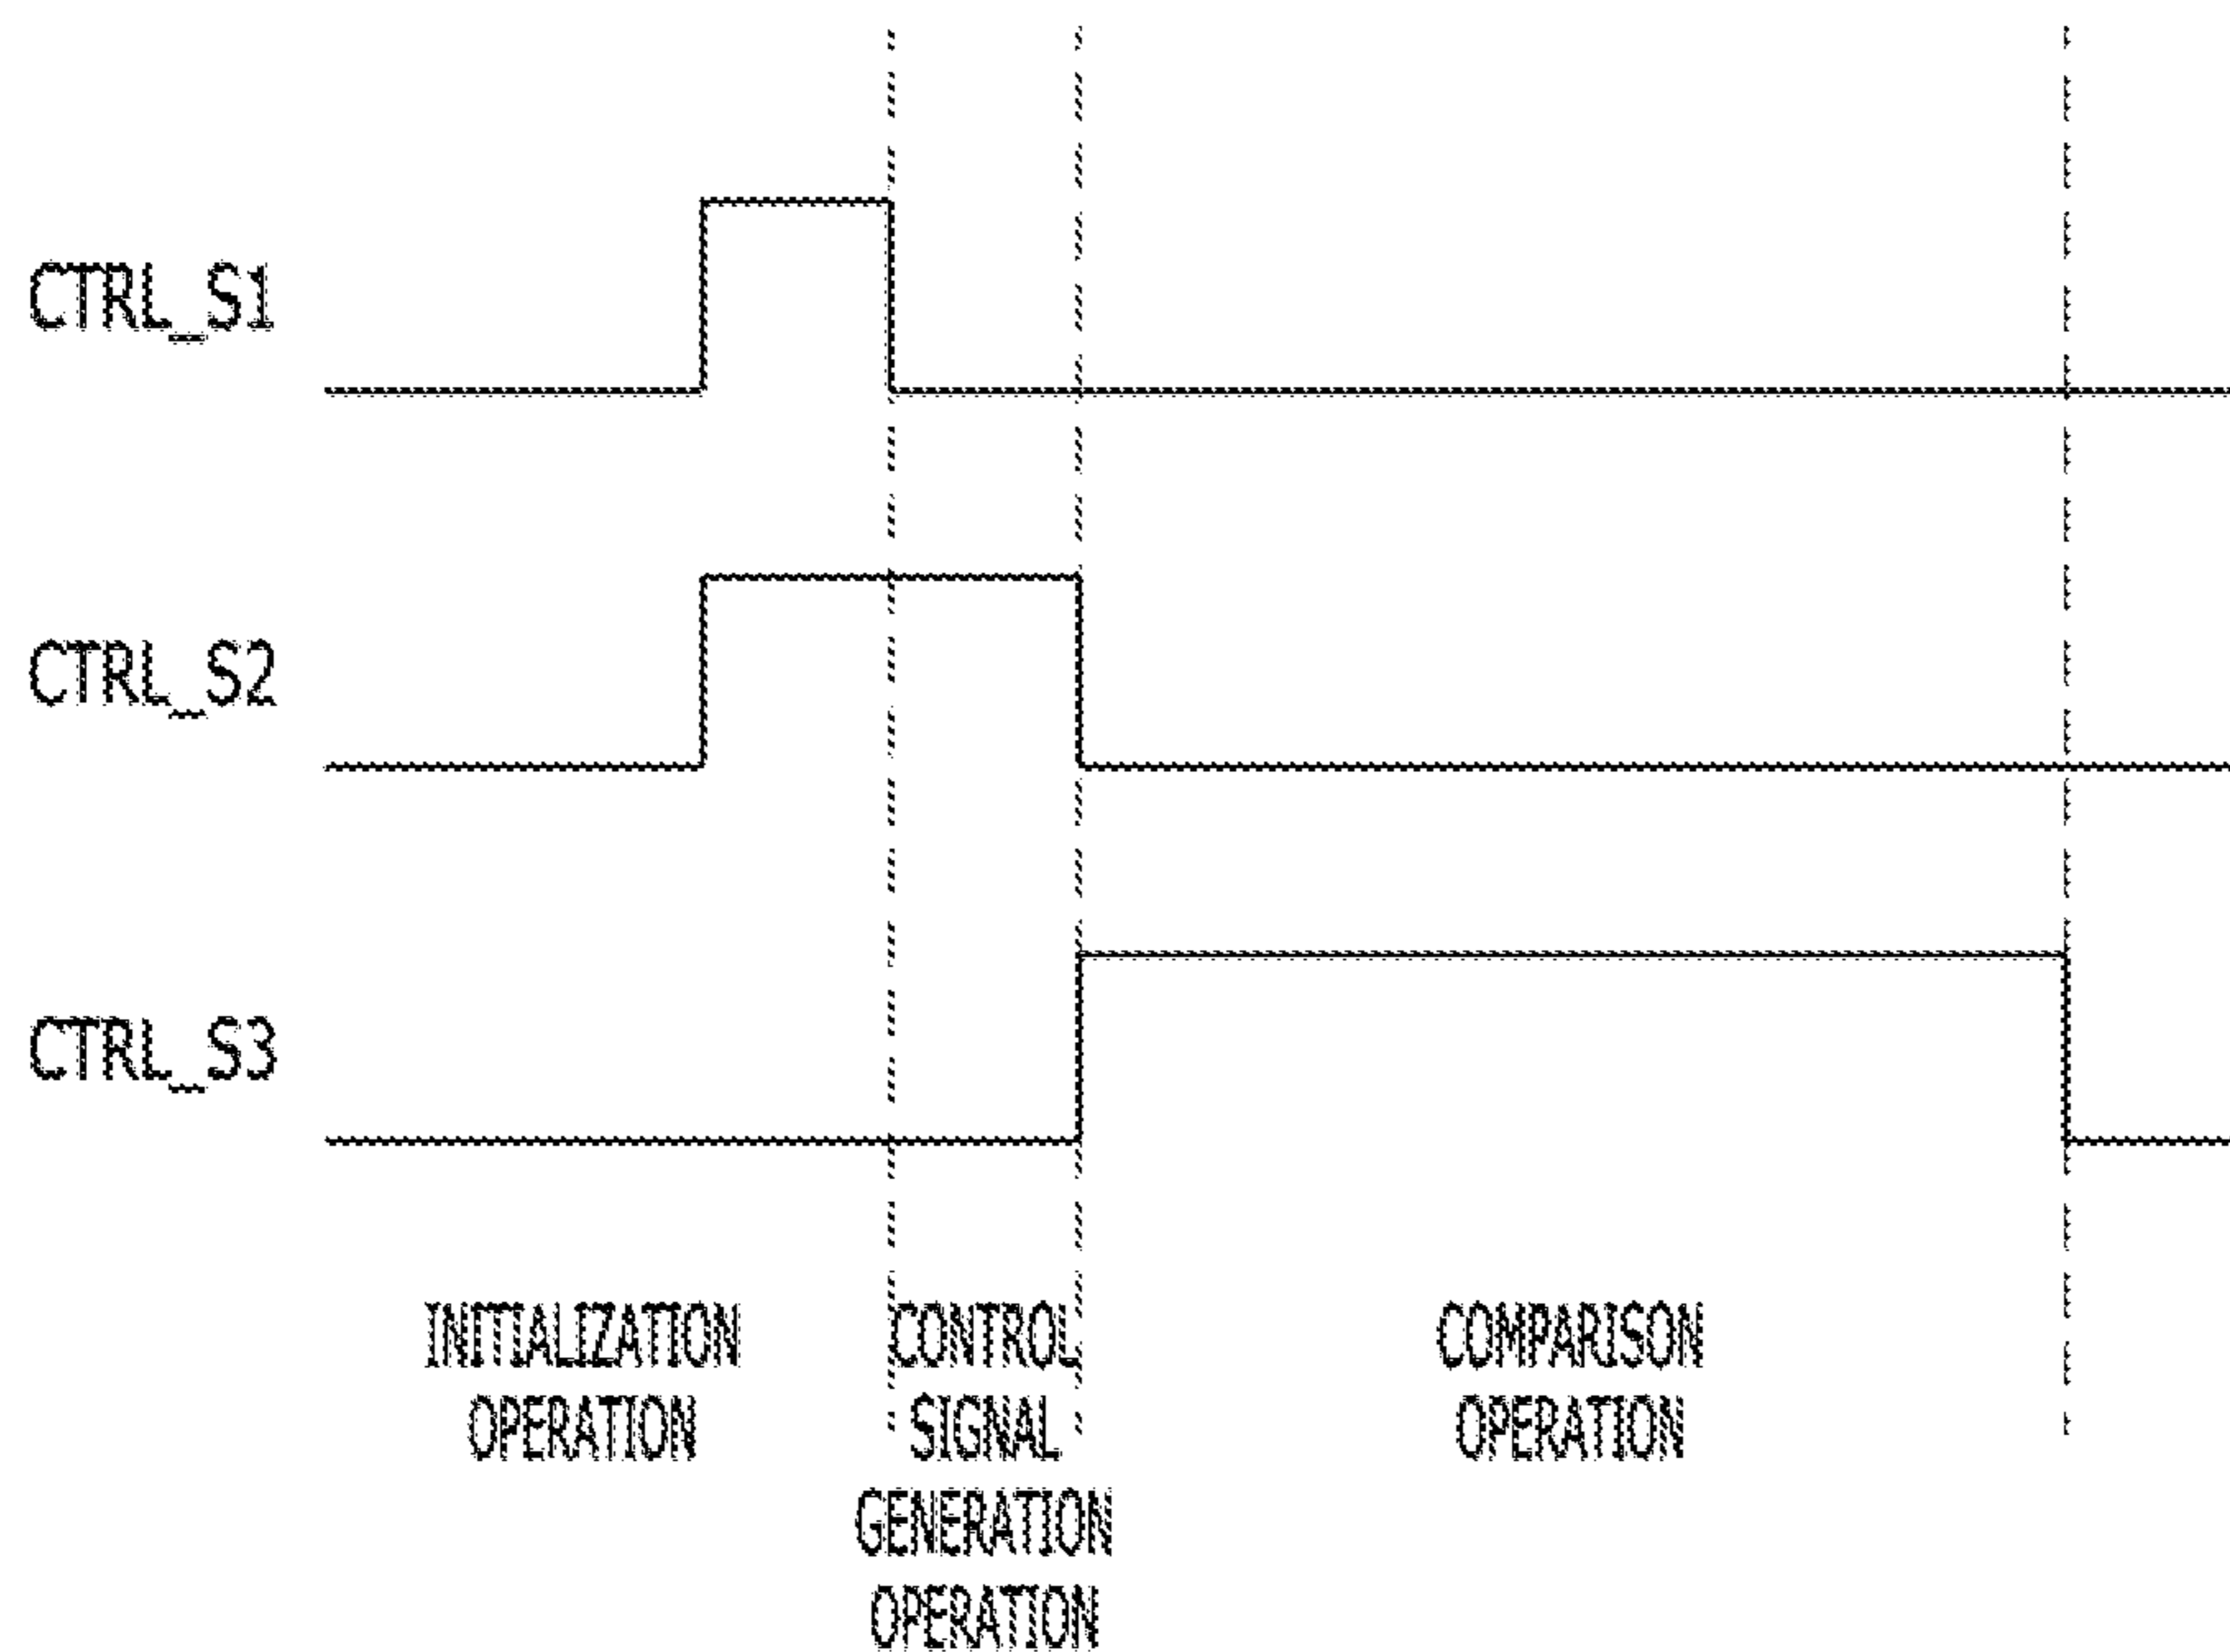 CTRL_S1
CTRL_S2
CTRL_S3
INITIALIZATION
OPERATION
CONTROL
SIGNAL
GENERATION
OPERATION
COMPARISON
OPERATION